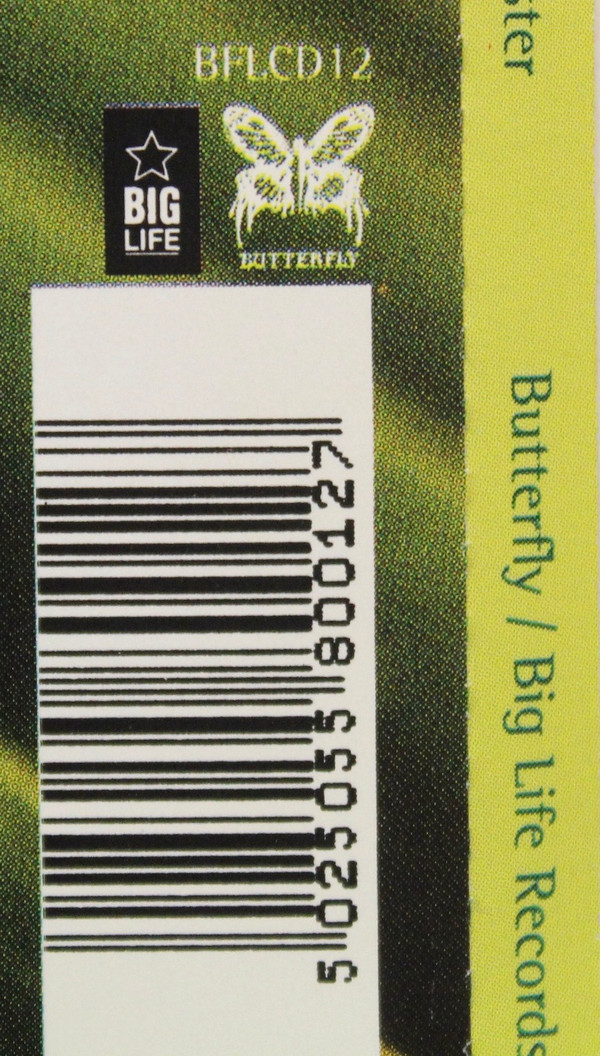 BFLCD12
BIG
LIFE
BUTTERFLY
5 025055 800127
ster
Butterfly / Big Life Records